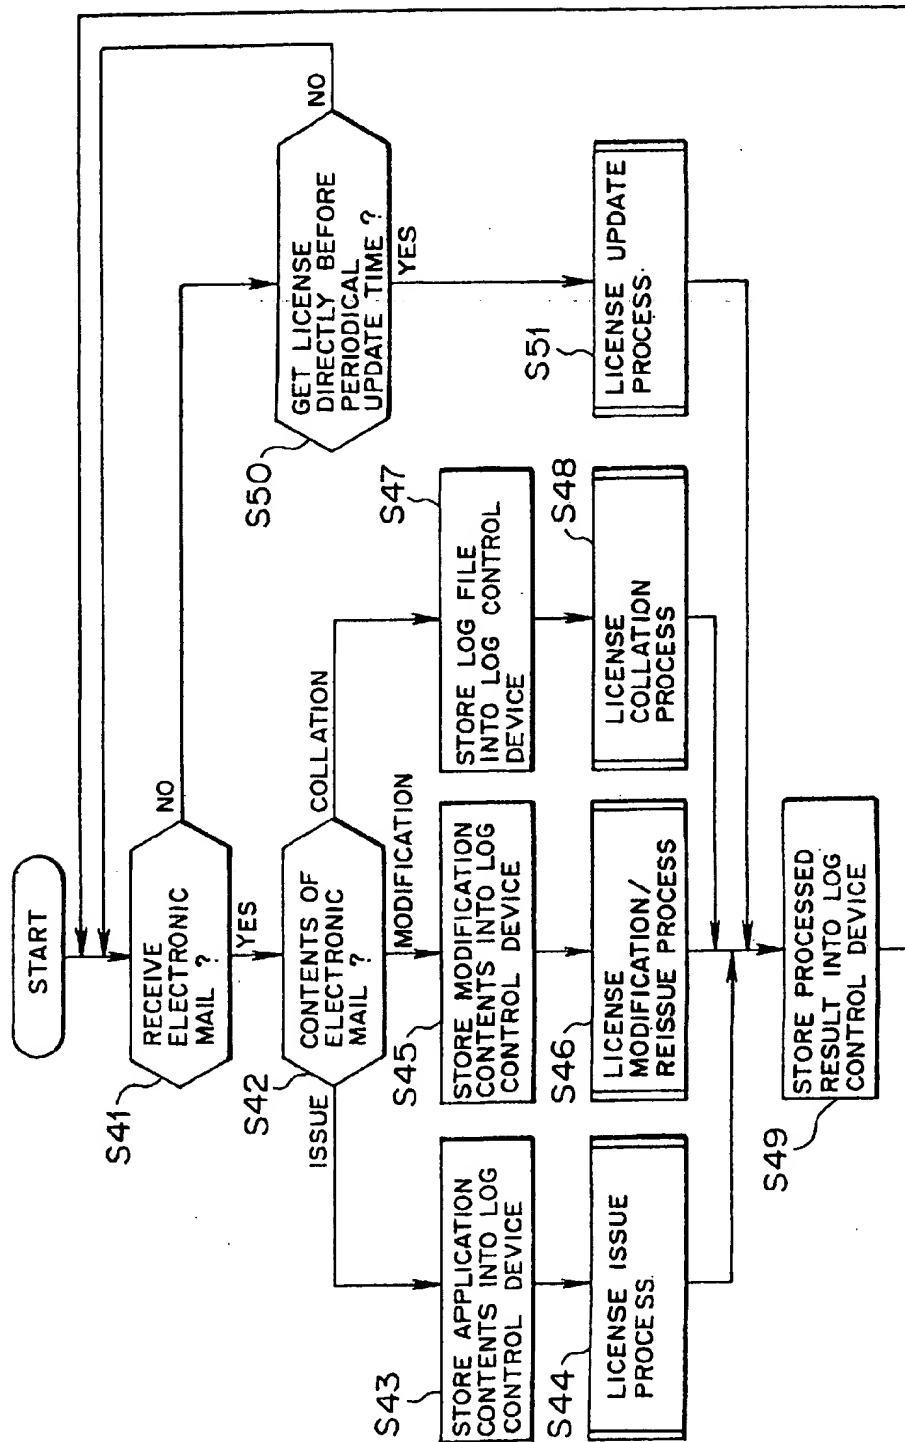 START
S41
RECEIVE
ELECTRONIC
MAIL ?
NO
YES
S42
CONTENTS OF
ELECTRONIC
MAIL ?
ISSUE
MODIFICATION
COLLATION
S50
GET LICENSE
DIRECTLY BEFORE
PERIODICAL
UPDATE TIME ?
NO
YES
S43
STORE APPLICATION
CONTENTS INTO LOG
CONTROL DEVICE
S45
STORE MODIFICATION
CONTENTS INTO LOG
CONTROL DEVICE
S47
STORE LOG FILE
INTO LOG CONTROL
DEVICE
S44
LICENSE ISSUE
PROCESS.
S46
LICENSE
MODIFICATION/
REISSUE PROCESS
S48
LICENSE
COLLATION
PROCESS
S51
LICENSE UPDATE
PROCESS.
S49
STORE PROCESSED
RESULT INTO LOG
CONTROL DEVICE